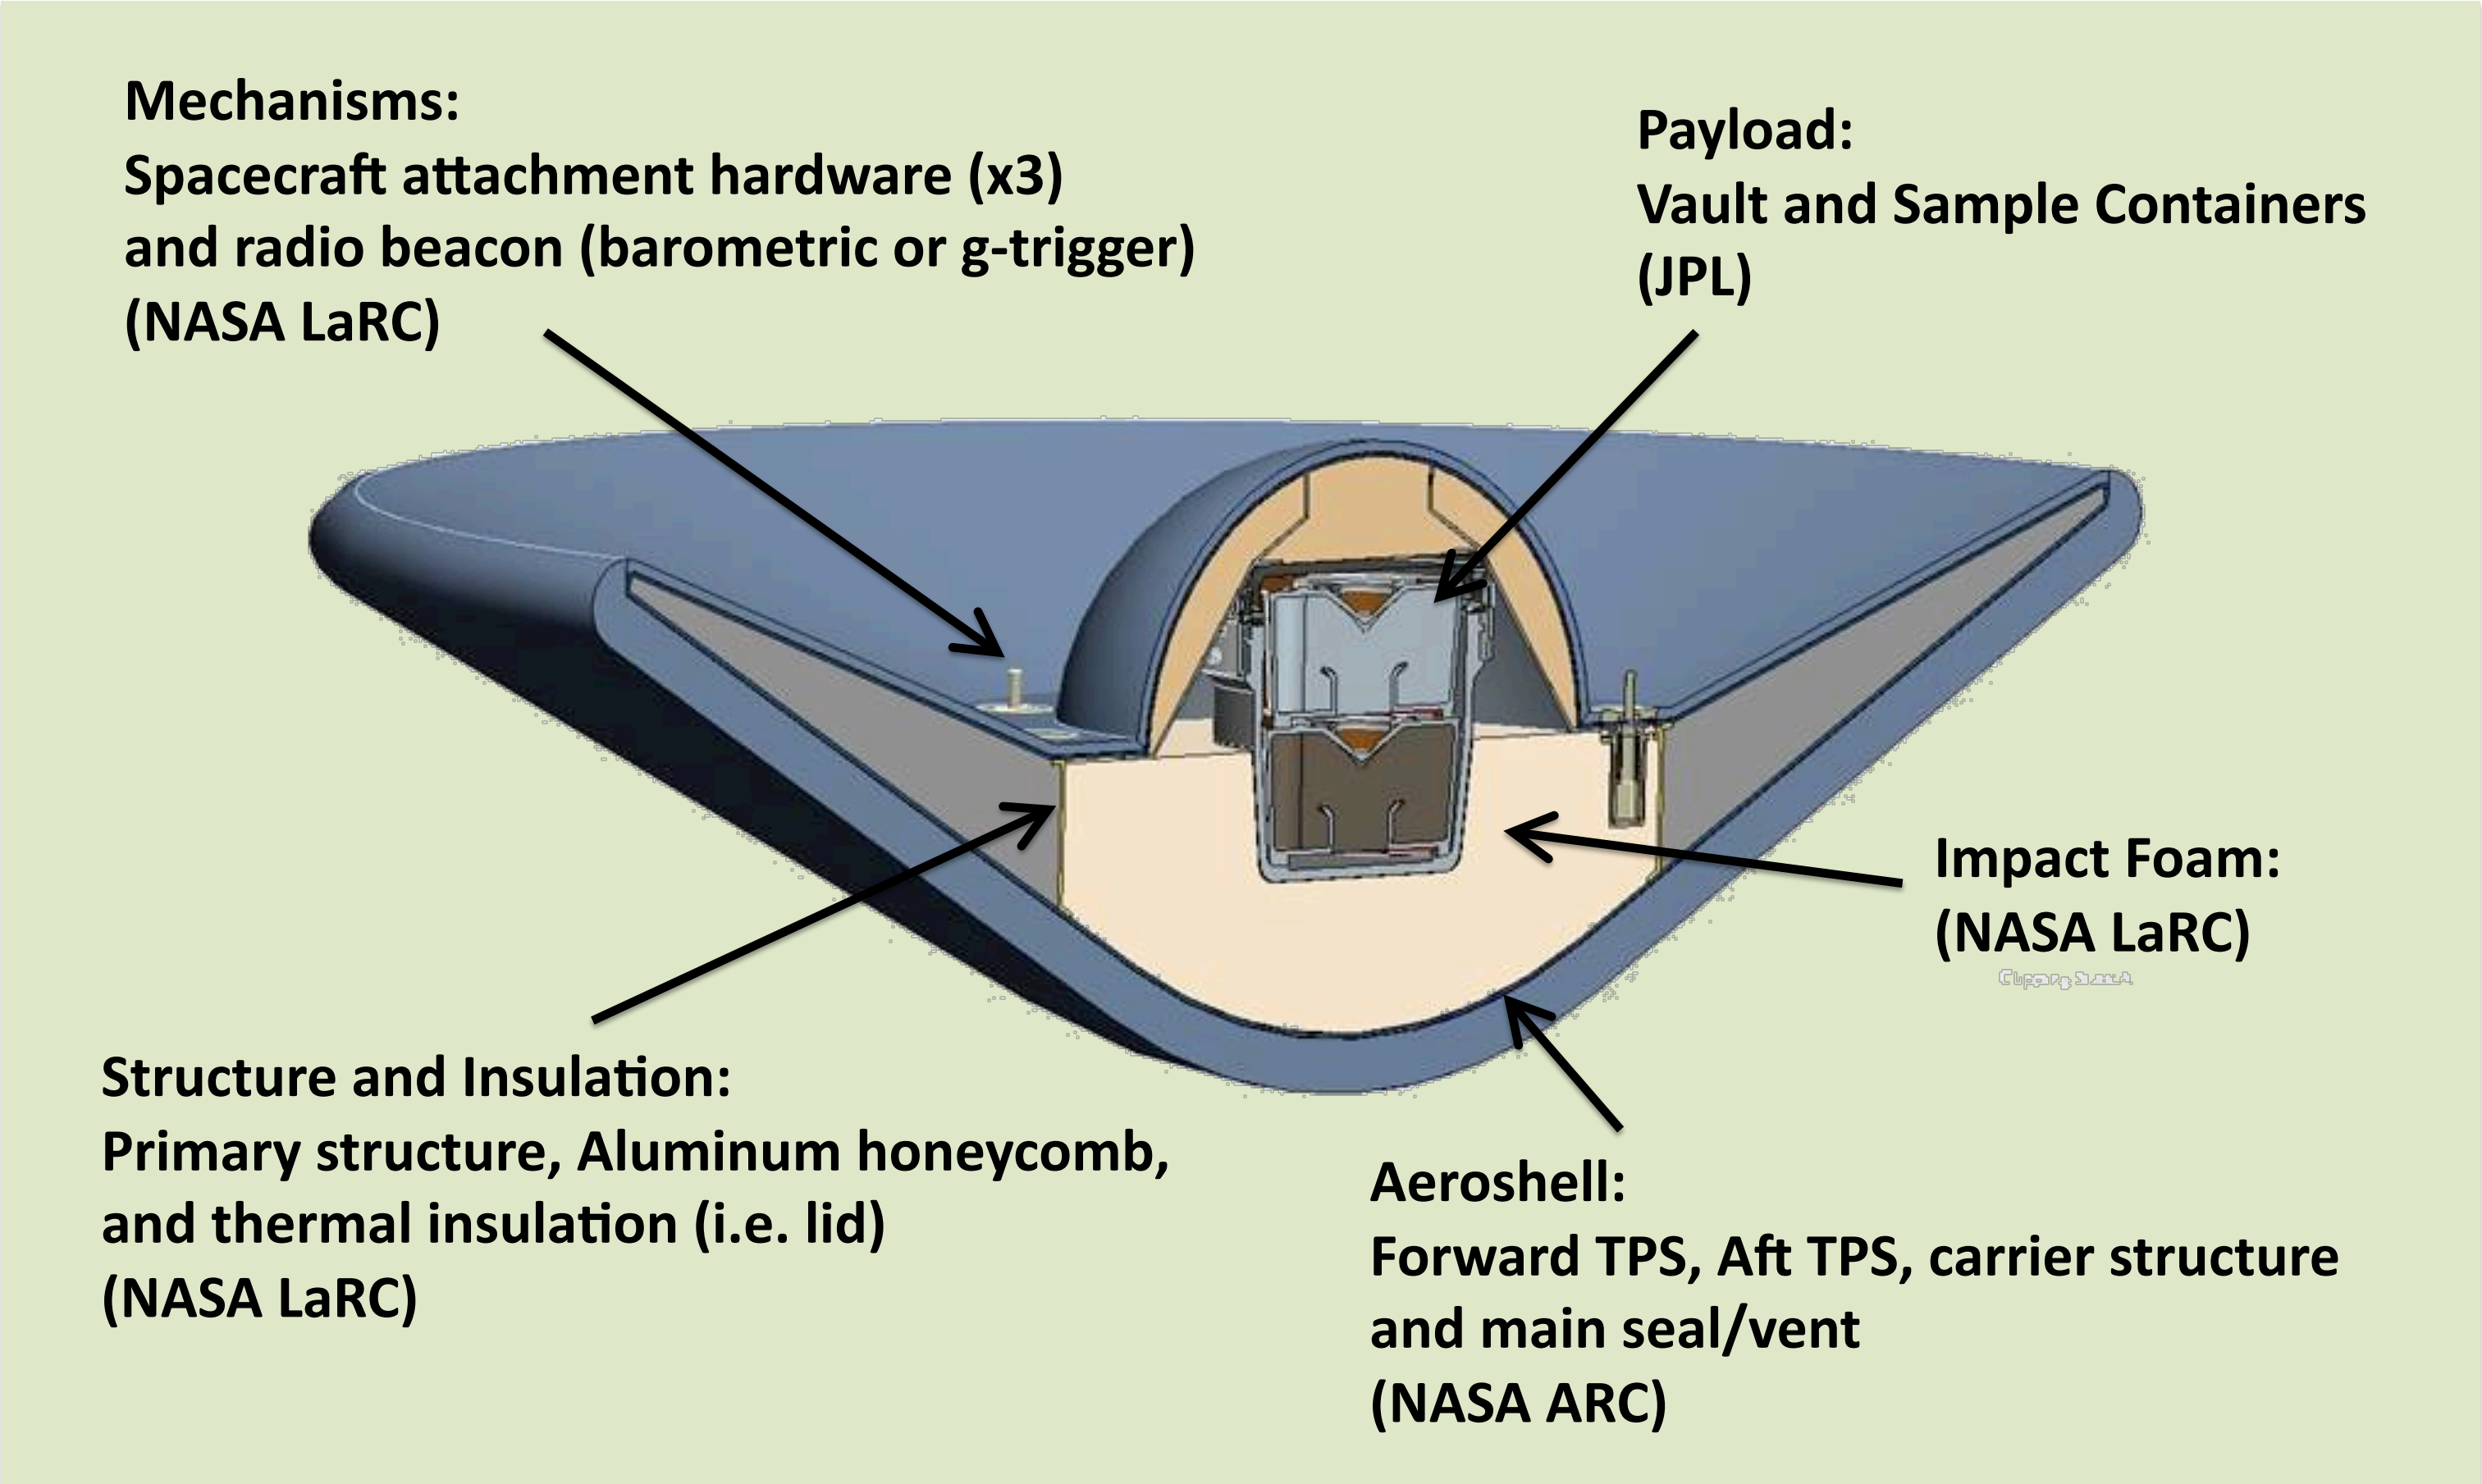 Mechanisms:
Spacecraft attachment hardware (x3)
and radio beacon (barometric or g-trigger)
(NASA LaRC)
Payload:
Vault and Sample Containers
(JPL)
Impact Foam:
(NASA LaRC)
Structure and Insulation:
Primary structure, Aluminum honeycomb,
and thermal insulation (i.e. lid)
(NASA LaRC)
Aeroshell:
Forward TPS, Aft TPS, carrier structure
and main seal/vent
(NASA ARC)